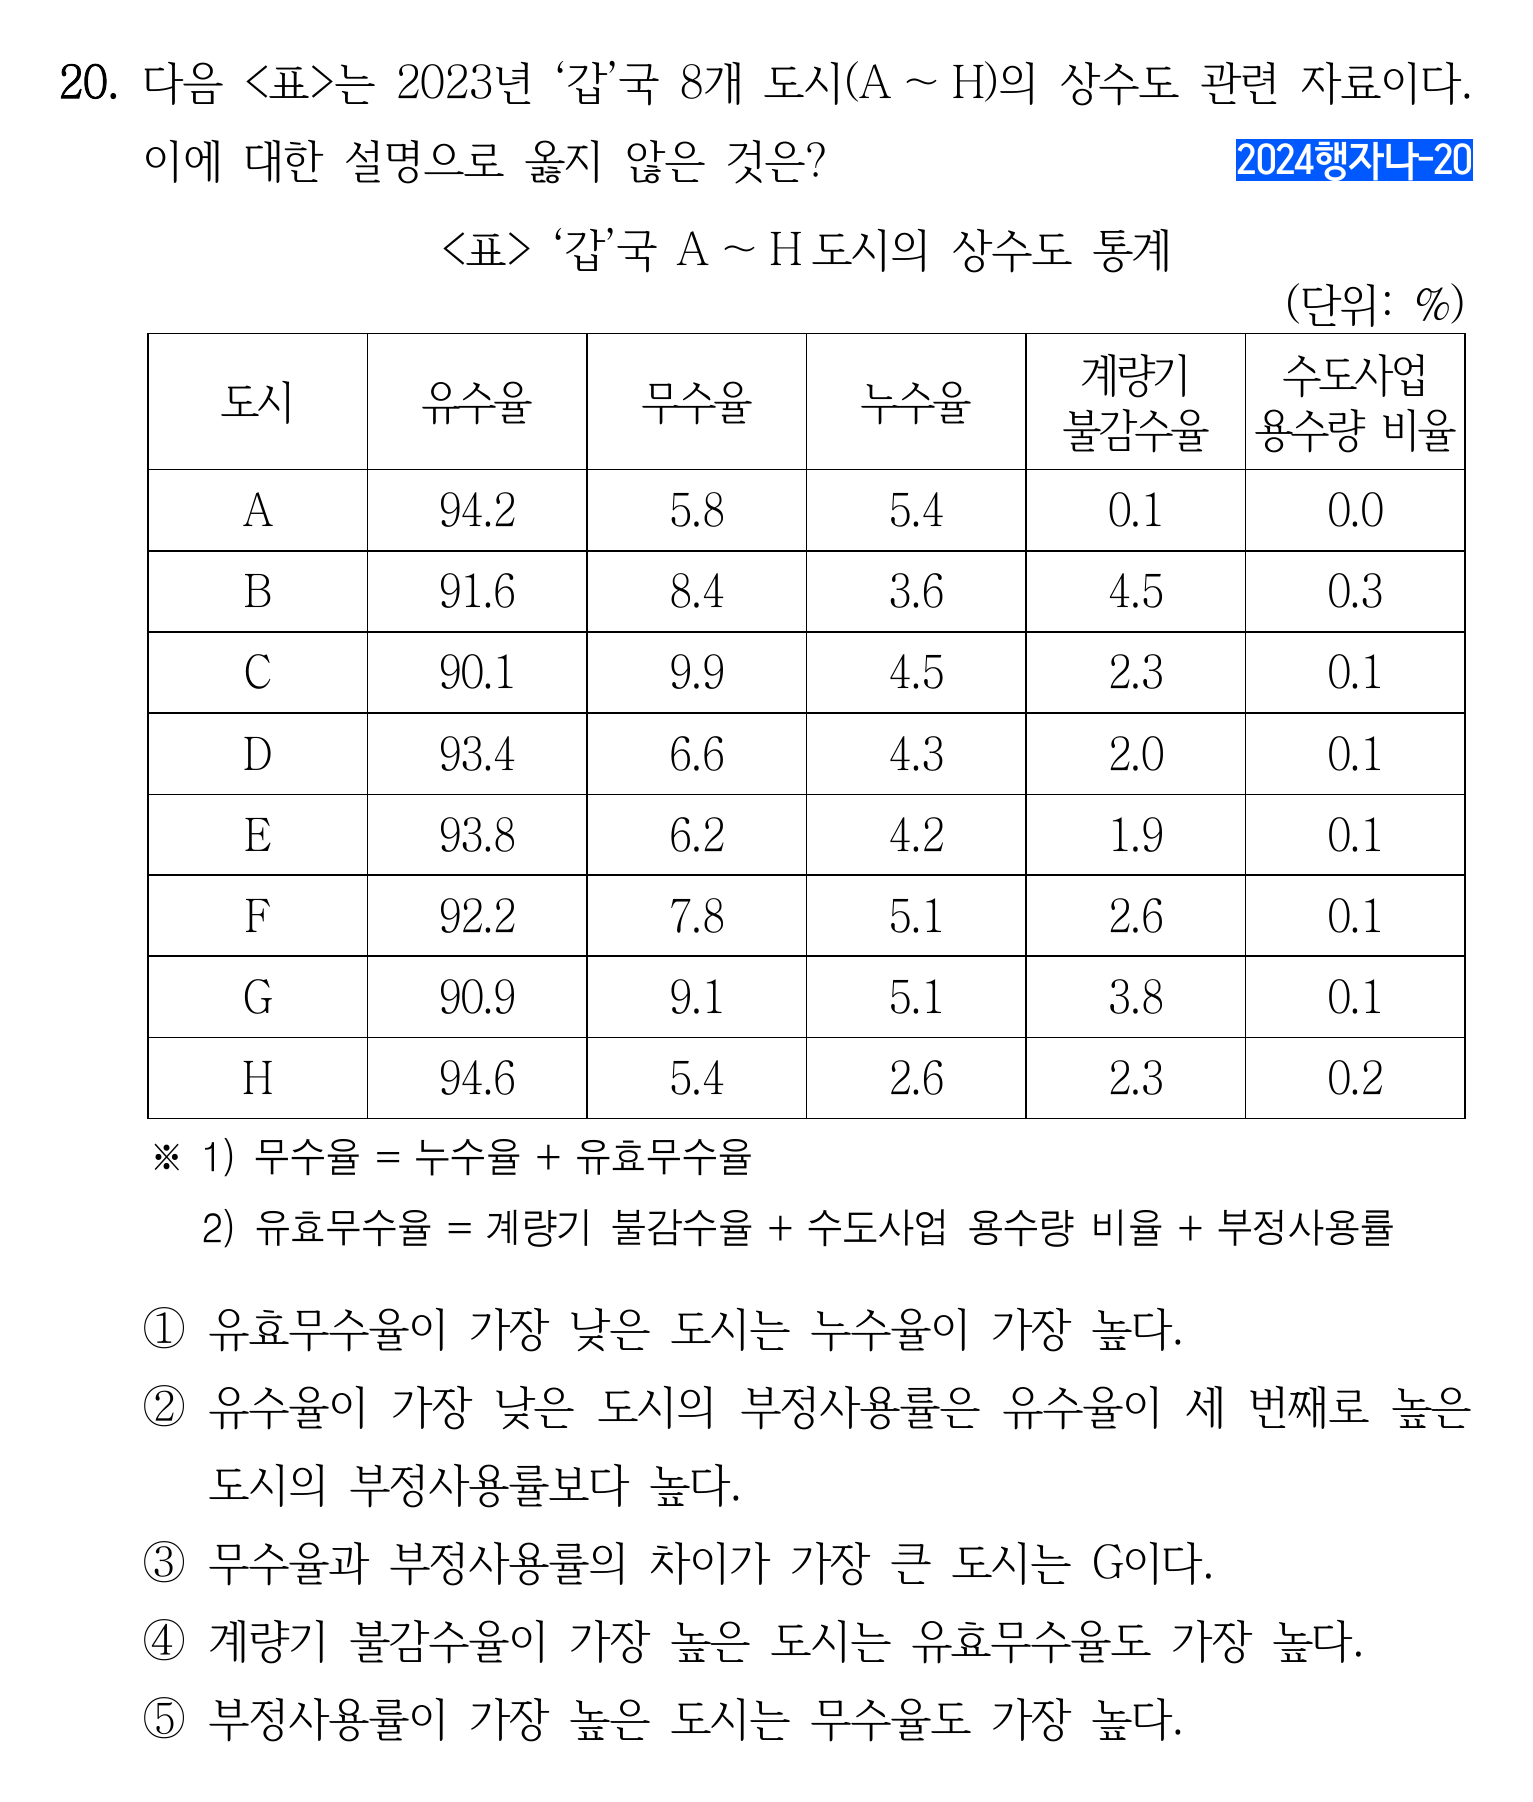 20. 다음 <표>는 2023년 ‘갑’국 8개 도시(A ~ H)의 상수도 관련 자료이다.
이에 대한 설명으로 옳지 않은 것은? 2024행자나-20
<표> ‘갑’국 A ~ H 도시의 상수도 통계
(단위: %)
도시 유수율 무수율 누수율 계량기 불감수율 수도사업 용수량 비율
A 94.2 5.8 5.4 0.1 0.0
B 91.6 8.4 3.6 4.5 0.3
C 90.1 9.9 4.5 2.3 0.1
D 93.4 6.6 4.3 2.0 0.1
E 93.8 6.2 4.2 1.9 0.1
F 92.2 7.8 5.1 2.6 0.1
G 90.9 9.1 5.1 3.8 0.1
H 94.6 5.4 2.6 2.3 0.2
※ 1) 무수율 = 누수율 + 유효무수율
2) 유효무수율 = 계량기 불감수율 + 수도사업 용수량 비율 + 부정사용률
① 유효무수율이 가장 낮은 도시는 누수율이 가장 높다.
② 유수율이 가장 낮은 도시의 부정사용률은 유수율이 세 번째로 높은
도시의 부정사용률보다 높다.
③ 무수율과 부정사용률의 차이가 가장 큰 도시는 G이다.
④ 계량기 불감수율이 가장 높은 도시는 유효무수율도 가장 높다.
⑤ 부정사용률이 가장 높은 도시는 무수율도 가장 높다.